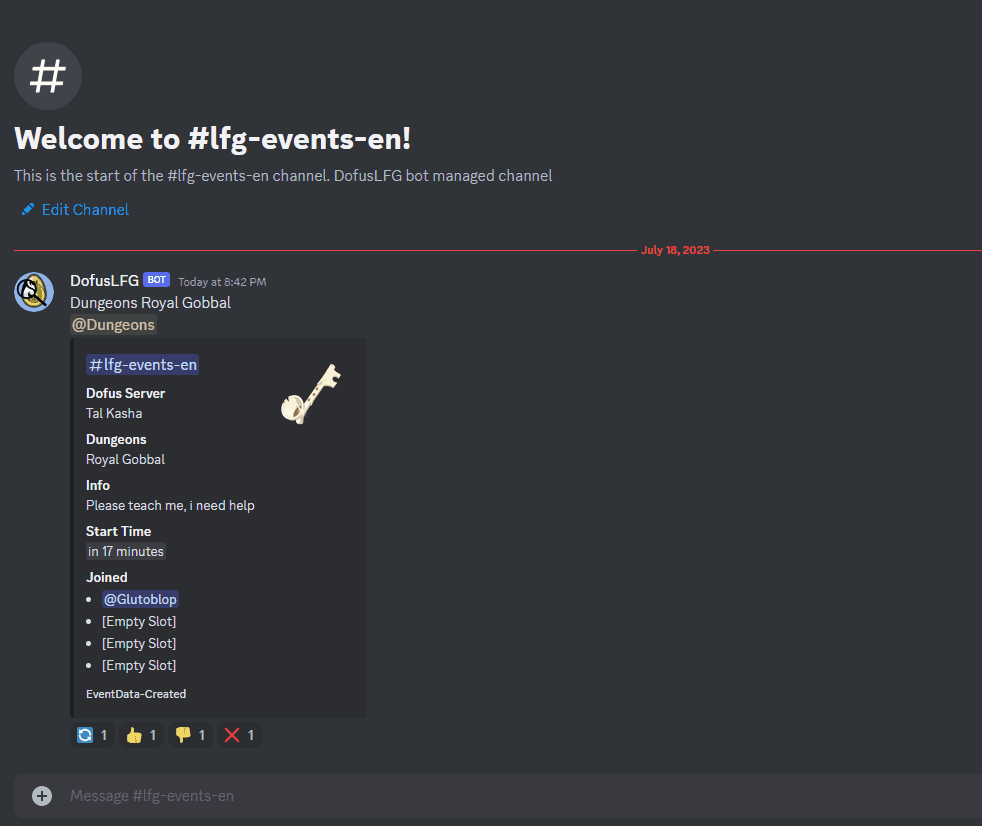 #
Welcome to #lfg-events-en!
This is the start of the #lfg-events-en channel. DofusLFG bot managed channel
Edit Channel
July 18, 2023
DofusLFG BOT Today at 8:42 PM
Dungeons Royal Gobbal
@Dungeons
#lfg-events-en
Dofus Server
Tal Kasha
Dungeons
Royal Gobbal
Info
Please teach me, i need help
Start Time
in 17 minutes
Joined
• @Glutoblop
• [Empty Slot]
• [Empty Slot]
• [Empty Slot]
EventData-Created
1 1 1 1
Message #lfg-events-en